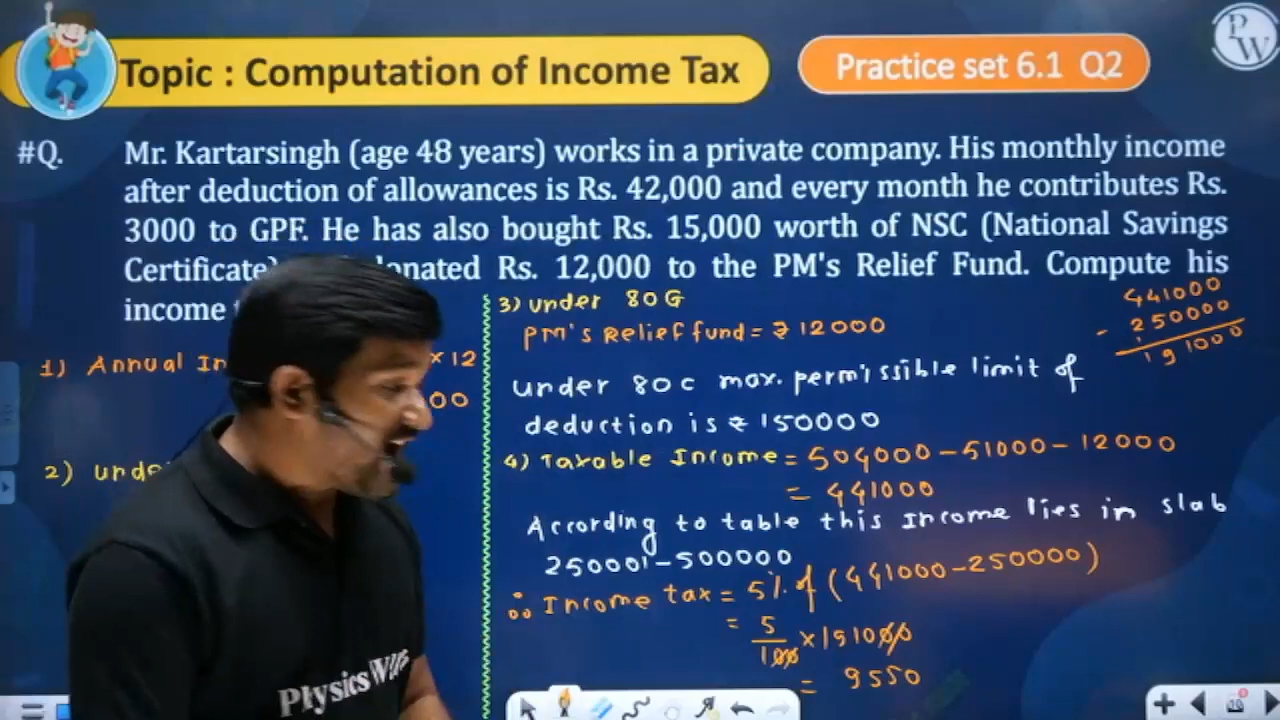 Topic : Computation of Income Tax
Practice set 6.1 Q2
PW
#Q. Mr. Kartarsingh (age 48 years) works in a private company. His monthly income
after deduction of allowances is Rs. 42,000 and every month he contributes Rs.
3000 to GPF. He has also bought Rs. 15,000 worth of NSC (National Savings
Certificate) donated Rs. 12,000 to the PM's Relief Fund. Compute his
income
1) Annual In × 12
00
2) unde
3) under 80G
PM's Relief fund = ₹ 12000
under 80c max. permissible limit of
deduction is ₹ 150000
4) Taxable Income = 504000 - 51000 - 12000
= 441000
According to table this Income lies in slab
250001 - 500000
∴ Income tax = 5% of (441000 - 250000)
= 5/100 × 191000
= 9550
441000
- 250000
191000
Physics W